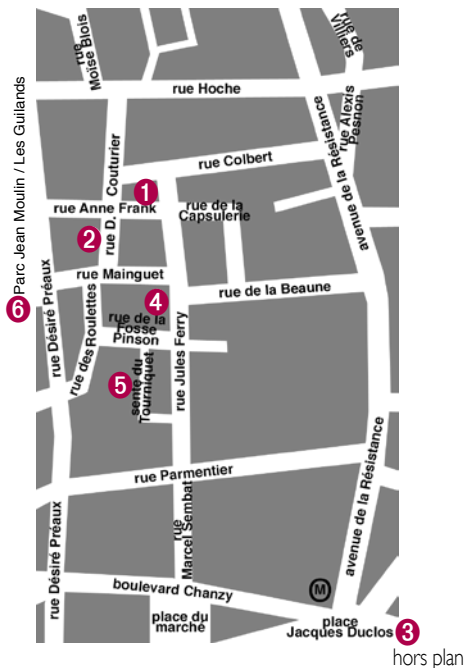 rue
Moïse Blois
rue de
Villiers
rue Hoche
rue Alexis
Pesnon
avenue de la Résistance
rue Colbert
Parc Jean Moulin / Les Guilands
rue D. Couturier
1
rue Anne Frank
rue de la
Capsulerie
2
rue Mainguet
rue de la Beaune
4
6
rue Désiré Préaux
rue des Roulettes
rue de la
Fosse
Pinson
rue Jules Ferry
5
sente du
Tourniquet
rue Parmentier
avenue de la Résistance
rue
Marcel Sembat
rue Désiré Préaux
boulevard Chanzy
M
place du
marché
place
Jacques Duclos
3
hors plan